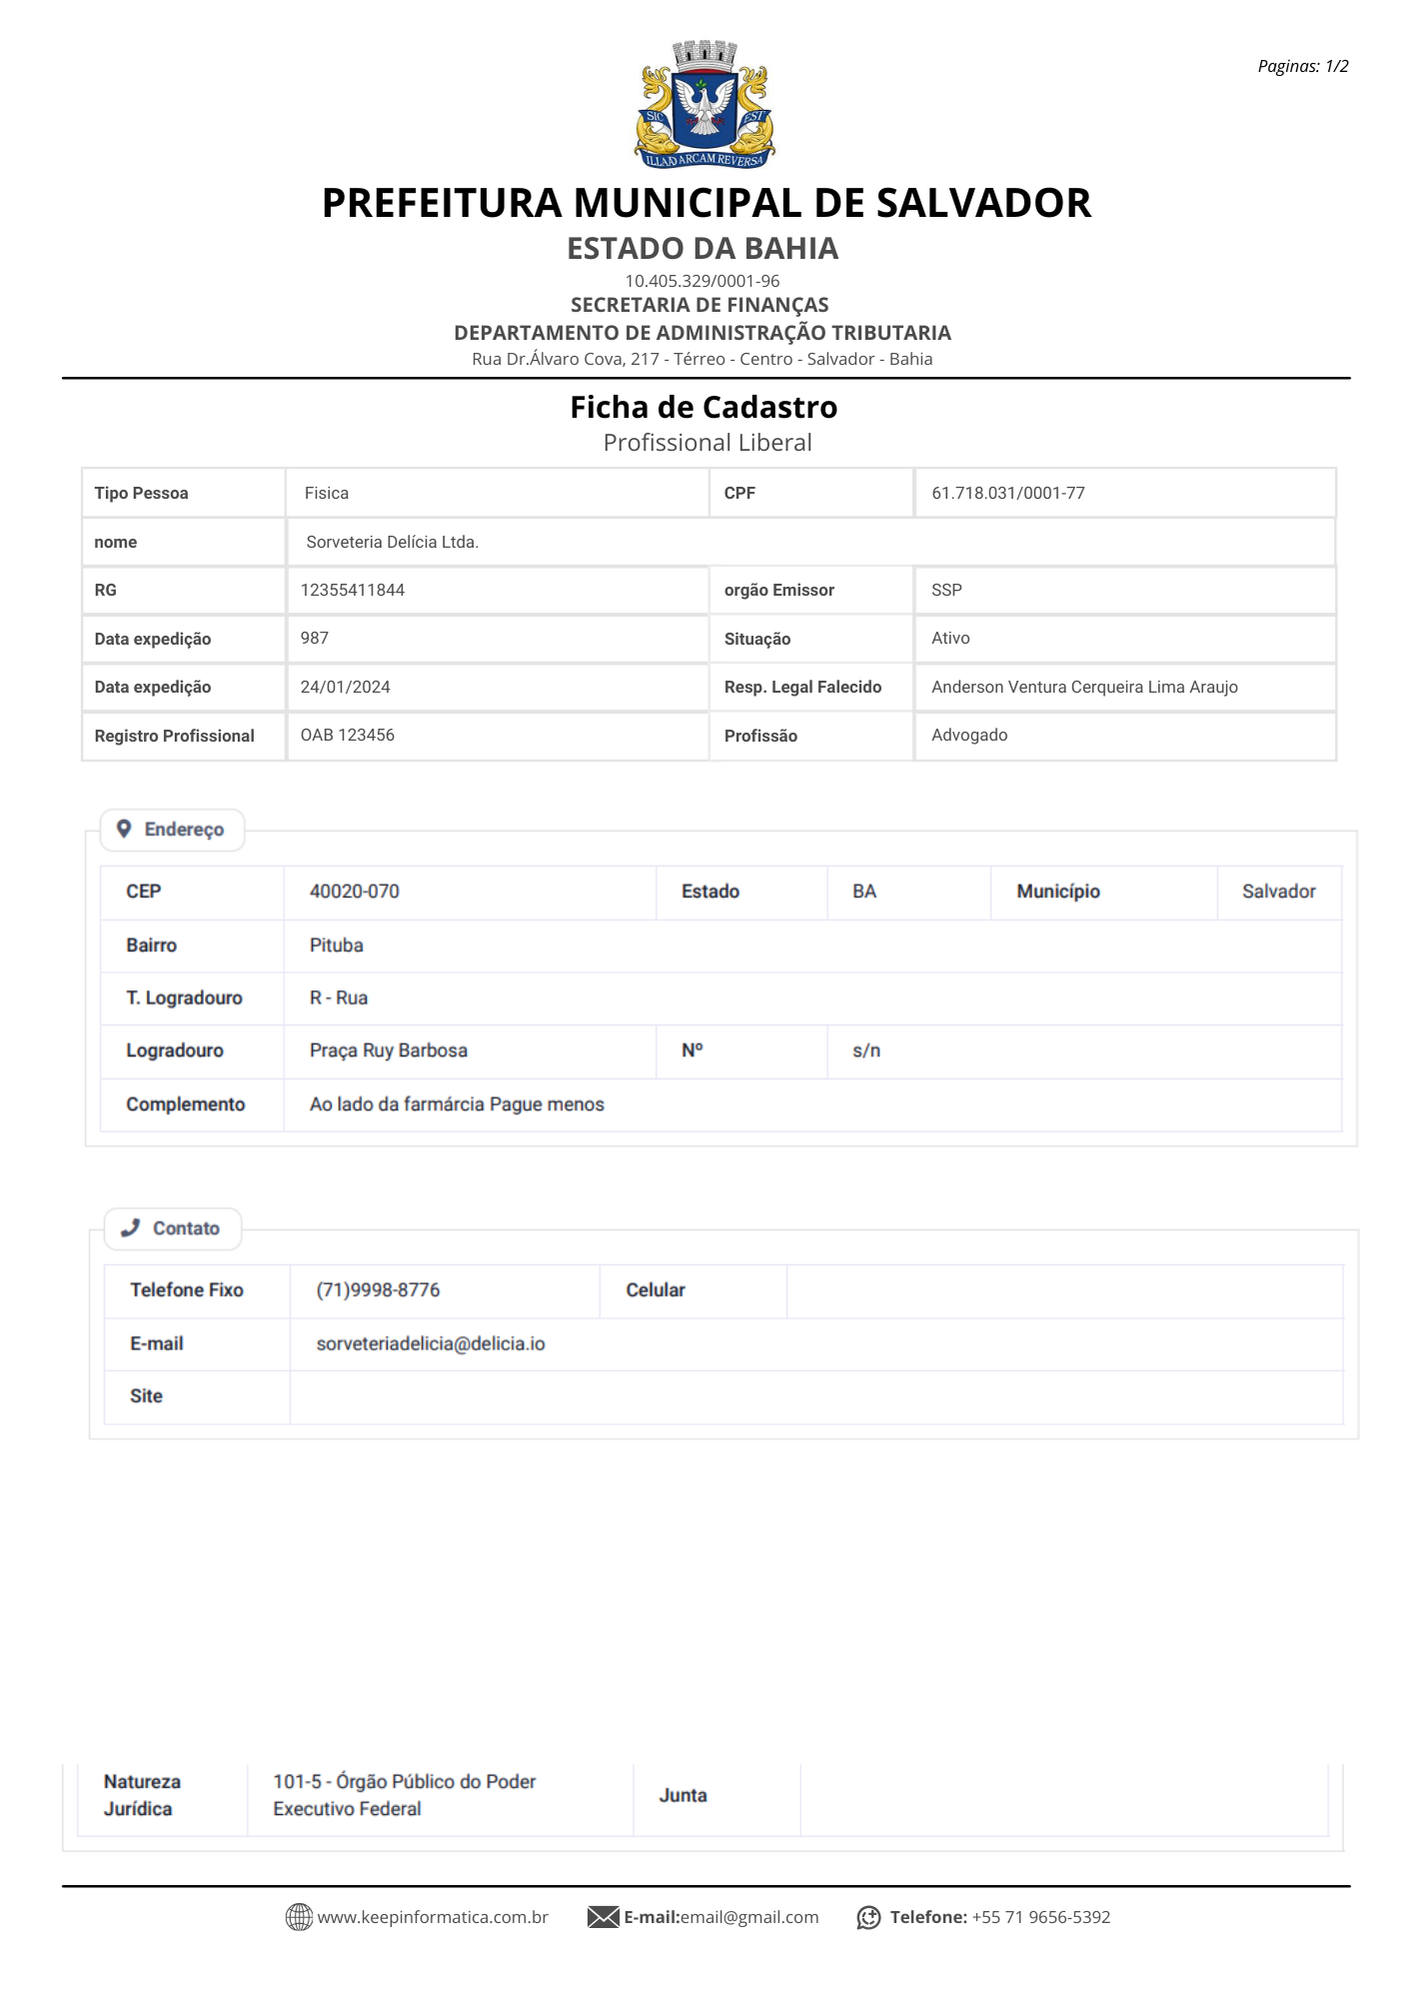 Paginas: 1/2
SIC EST
ILLA AD ARCAM REVERSA
PREFEITURA MUNICIPAL DE SALVADOR
ESTADO DA BAHIA
10.405.329/0001-96
SECRETARIA DE FINANÇAS
DEPARTAMENTO DE ADMINISTRAÇÃO TRIBUTARIA
Rua Dr.Álvaro Cova, 217 - Térreo - Centro - Salvador - Bahia
Ficha de Cadastro
Profissional Liberal
Tipo Pessoa Fisica CPF 61.718.031/0001-77
nome Sorveteria Delícia Ltda.
RG 12355411844 orgão Emissor SSP
Data expedição 987 Situação Ativo
Data expedição 24/01/2024 Resp. Legal Falecido Anderson Ventura Cerqueira Lima Araujo
Registro Profissional OAB 123456 Profissão Advogado
Endereço
CEP 40020-070 Estado BA Município Salvador
Bairro Pituba
T. Logradouro R - Rua
Logradouro Praça Ruy Barbosa Nº s/n
Complemento Ao lado da farmárcia Pague menos
Contato
Telefone Fixo (71)9998-8776 Celular
E-mail sorveteriadelicia@delicia.io
Site
Natureza Jurídica 101-5 - Órgão Público do Poder Executivo Federal Junta
www.keepinformatica.com.br E-mail:email@gmail.com Telefone: +55 71 9656-5392